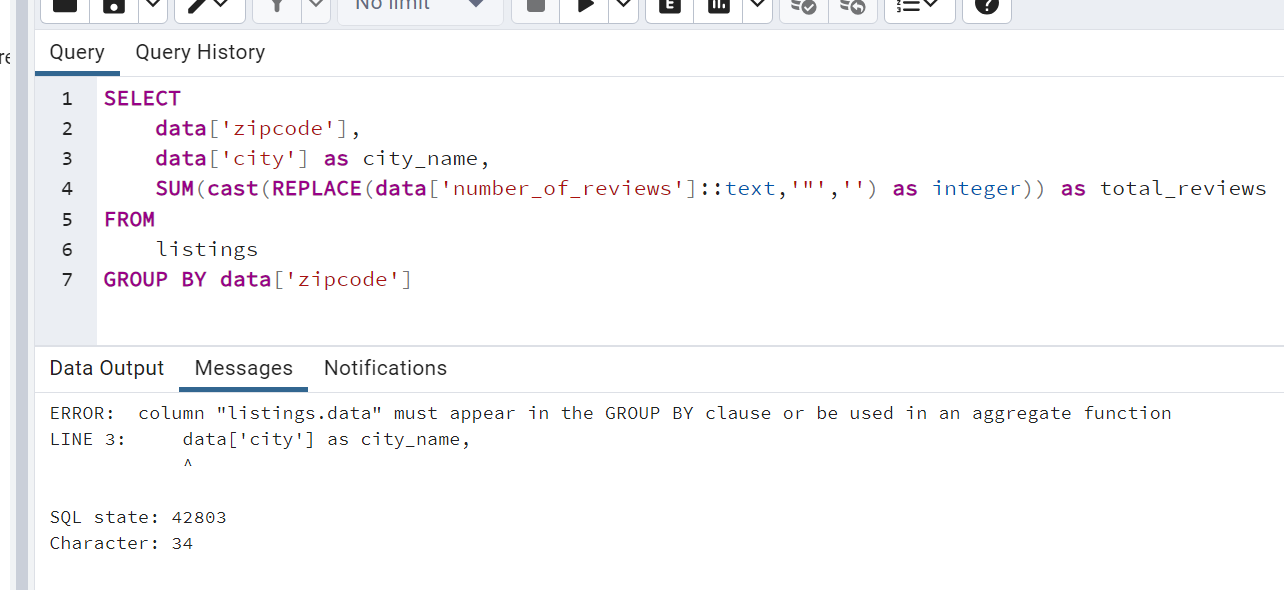 No limit
Query Query History
1 SELECT
2 data['zipcode'],
3 data['city'] as city_name,
4 SUM(cast(REPLACE(data['number_of_reviews']::text,'"','') as integer)) as total_reviews
5 FROM
6 listings
7 GROUP BY data['zipcode']
Data Output Messages Notifications
ERROR: column "listings.data" must appear in the GROUP BY clause or be used in an aggregate function
LINE 3: data['city'] as city_name,
^
SQL state: 42803
Character: 34